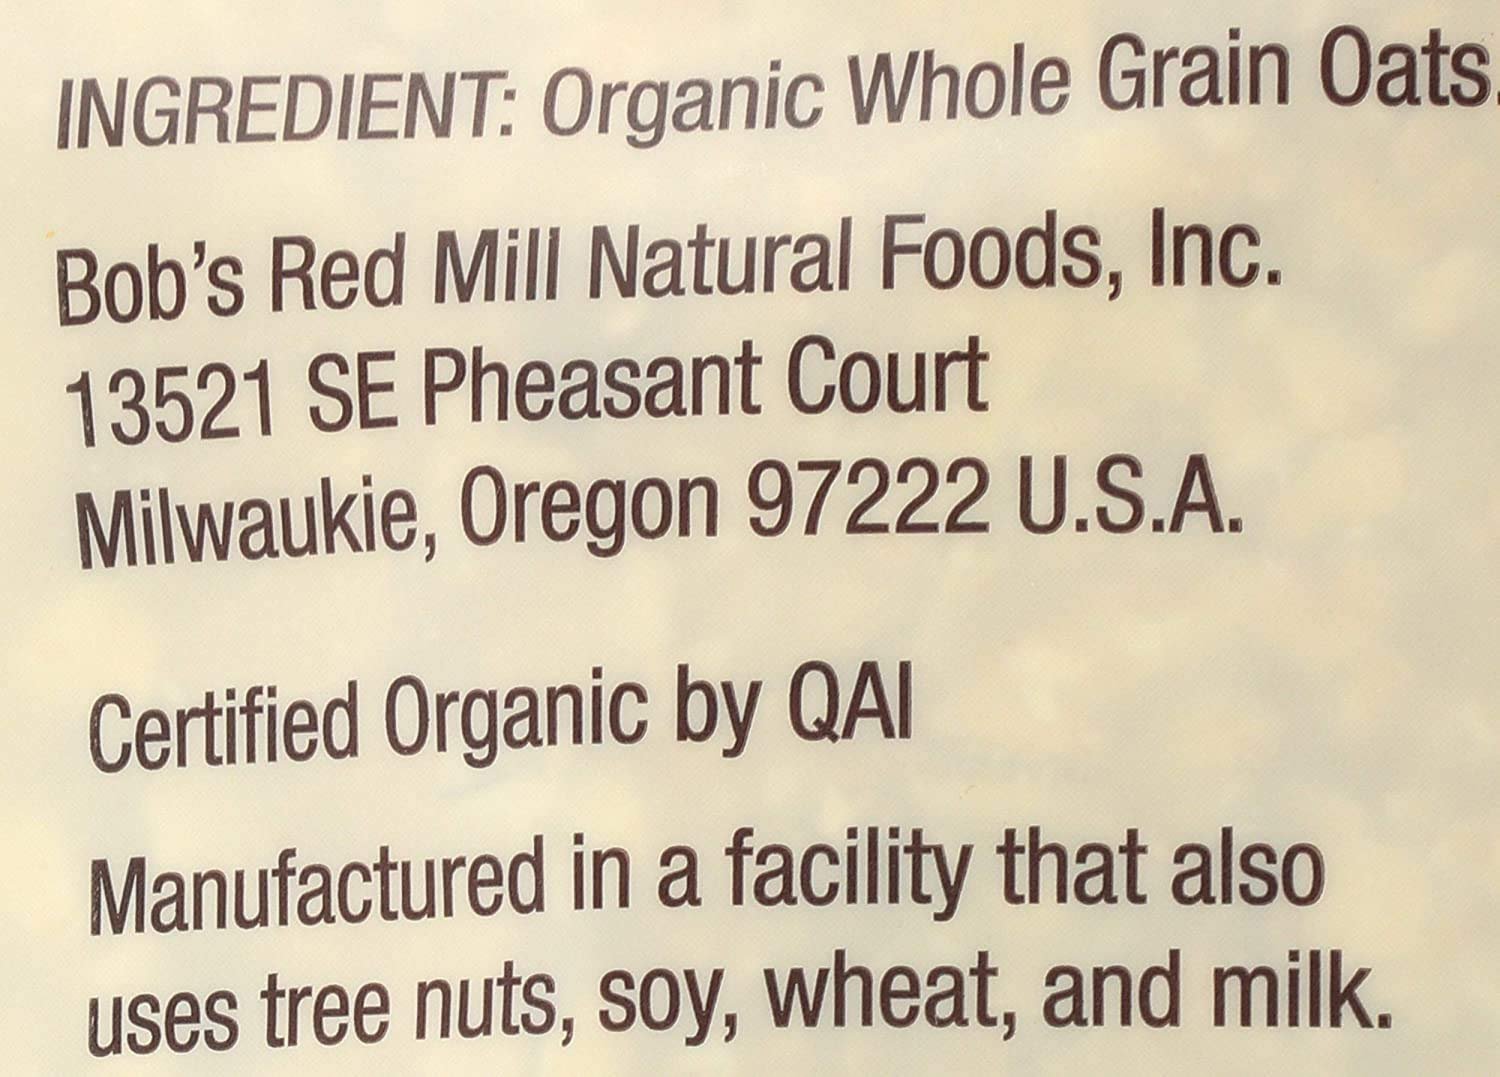 INGREDIENT: Organic Whole Grain Oats.
Bob's Red Mill Natural Foods, Inc.
13521 SE Pheasant Court
Milwaukie, Oregon 97222 U.S.A.
Certified Organic by QAI
Manufactured in a facility that also
uses tree nuts, soy, wheat, and milk.